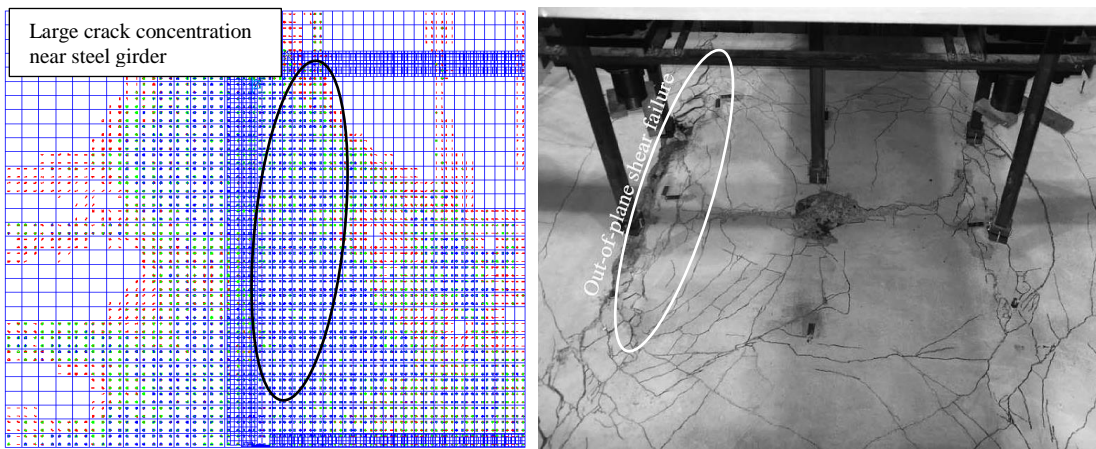 Large crack concentration
near steel girder
Out-of-plane shear failure